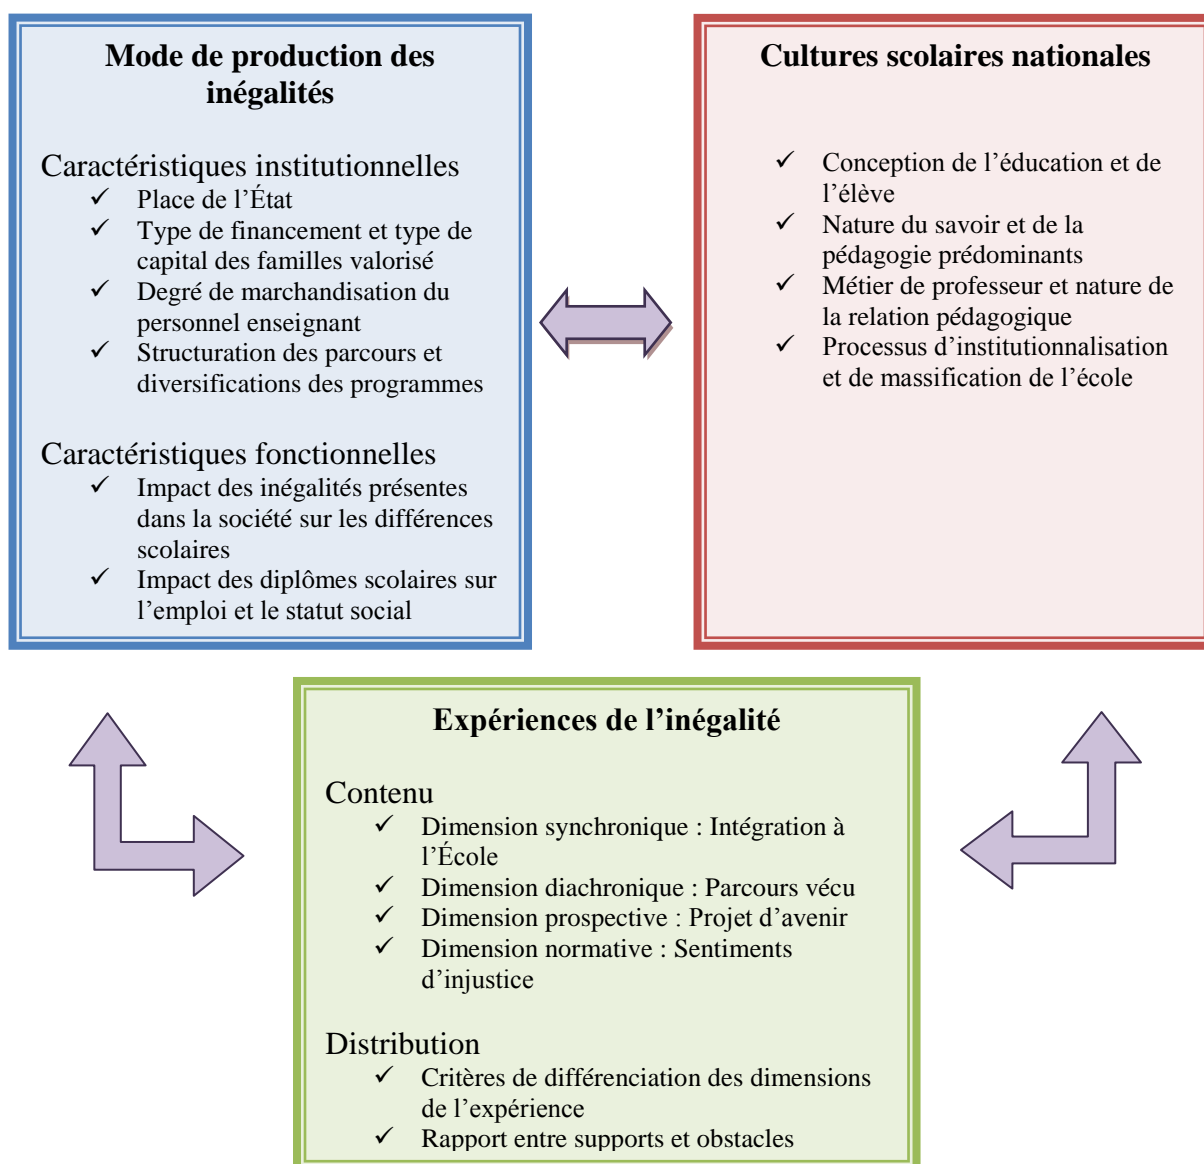 Mode de production des
inégalités
Caractéristiques institutionnelles
✓ Place de l’État
✓ Type de financement et type de
capital des familles valorisé
✓ Degré de marchandisation du
personnel enseignant
✓ Structuration des parcours et
diversifications des programmes
Caractéristiques fonctionnelles
✓ Impact des inégalités présentes
dans la société sur les différences
scolaires
✓ Impact des diplômes scolaires sur
l’emploi et le statut social
Cultures scolaires nationales
✓ Conception de l’éducation et de
l’élève
✓ Nature du savoir et de la
pédagogie prédominants
✓ Métier de professeur et nature de
la relation pédagogique
✓ Processus d’institutionnalisation
et de massification de l’école
Expériences de l’inégalité
Contenu
✓ Dimension synchronique : Intégration à
l’École
✓ Dimension diachronique : Parcours vécu
✓ Dimension prospective : Projet d’avenir
✓ Dimension normative : Sentiments
d’injustice
Distribution
✓ Critères de différenciation des dimensions
de l’expérience
✓ Rapport entre supports et obstacles